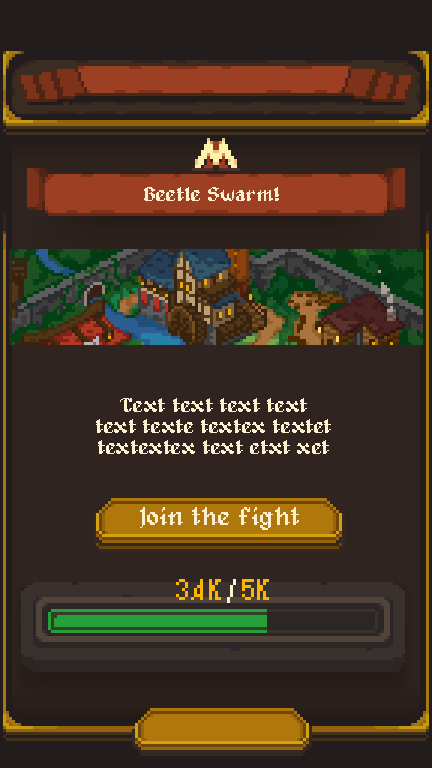 Beetle Swarm!
Text text text text
text texte textex textet
textextex text etxt xet
Join the fight
3.4K/5K